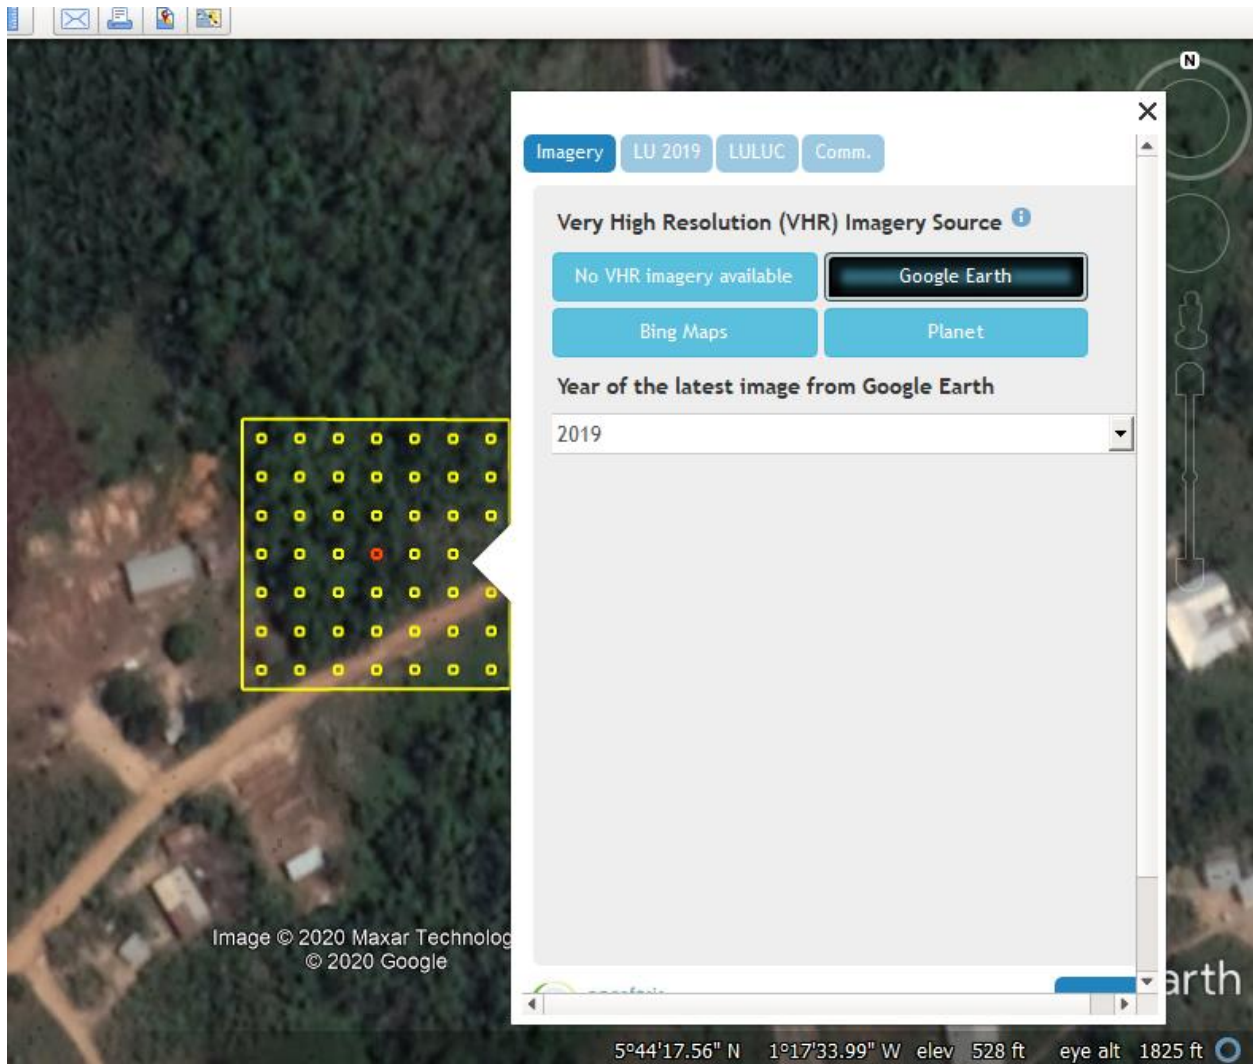 N
Imagery LU 2019 LULUC Comm.
Very High Resolution (VHR) Imagery Source
No VHR imagery available Google Earth
Bing Maps Planet
Year of the latest image from Google Earth
2019
Image © 2020 Maxar Technolog
© 2020 Google
arth
5°44'17.56" N 1°17'33.99" W elev 528 ft eye alt 1825 ft